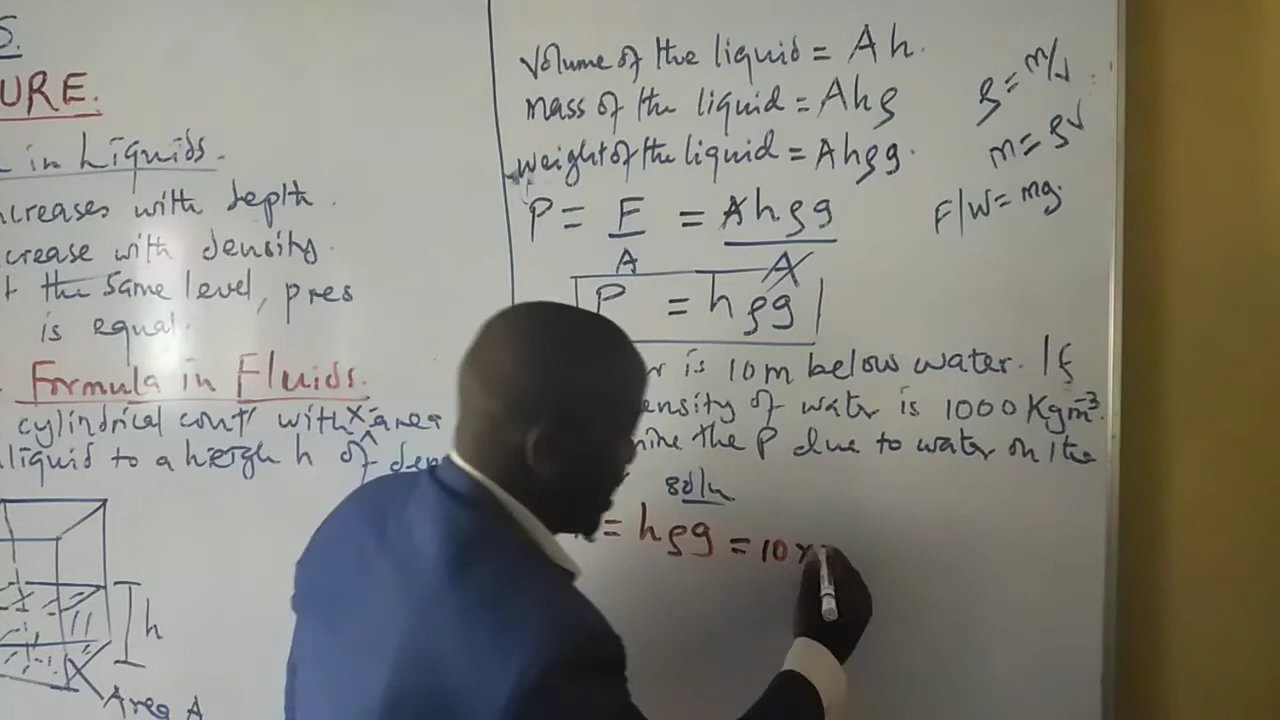 S.
URE.
in Liquids.
ncreases with depth.
crease with density.
t the same level, pres
is equal.
Formula in Fluids.
cylindrical cont' with x-area
liquid to a heigh h of den
h
Area A
Volume of the liquid = Ah.
mass of the liquid = Ahρ
weight of the liquid = Ahρg.
P = F/A = Ahρg/A
P = hρg
ρ = m/v
m = ρv
F/W = mg.
r is 10m below water. If
ensity of water is 1000 Kgm⁻³.
mine the P due to water on the
soln
= hρg = 10 x